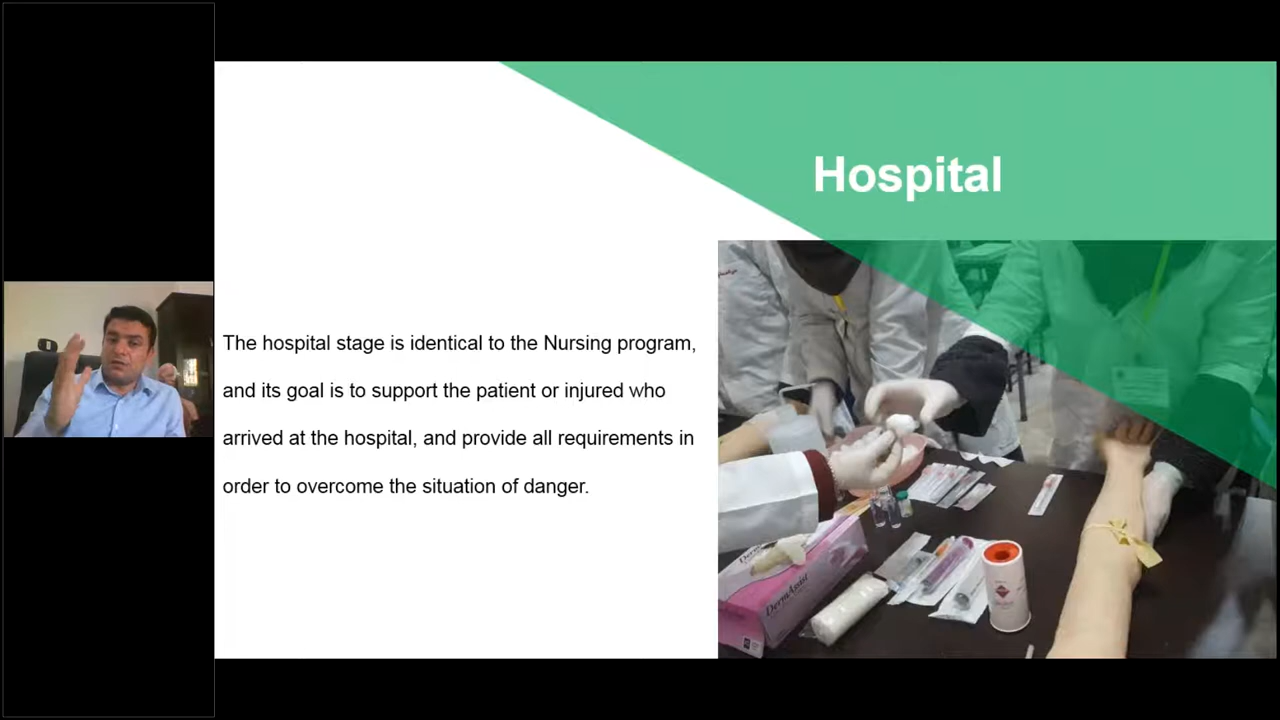 Hospital
The hospital stage is identical to the Nursing program,
and its goal is to support the patient or injured who
arrived at the hospital, and provide all requirements in
order to overcome the situation of danger.
DermAssist